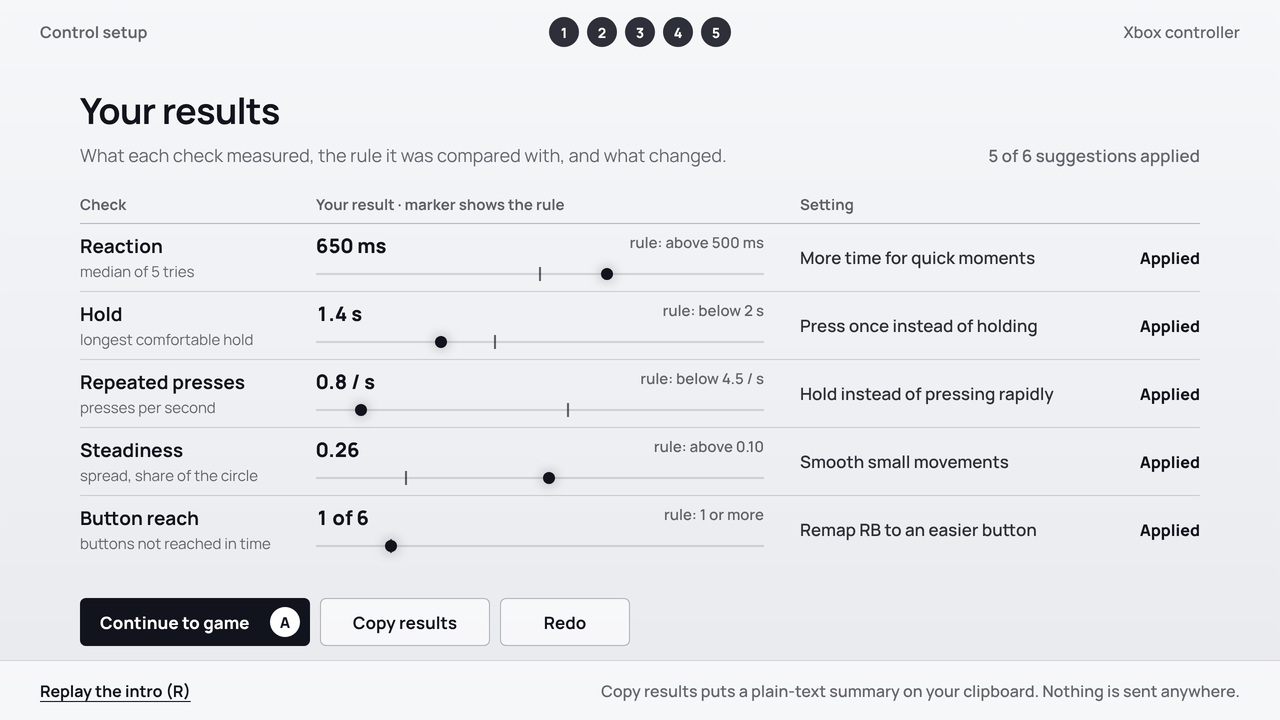 Control setup
1 2 3 4 5
Xbox controller
Your results
What each check measured, the rule it was compared with, and what changed.
5 of 6 suggestions applied
Check
Your result · marker shows the rule
Setting
Reaction
median of 5 tries
650 ms
rule: above 500 ms
More time for quick moments
Applied
Hold
longest comfortable hold
1.4 s
rule: below 2 s
Press once instead of holding
Applied
Repeated presses
presses per second
0.8 / s
rule: below 4.5 / s
Hold instead of pressing rapidly
Applied
Steadiness
spread, share of the circle
0.26
rule: above 0.10
Smooth small movements
Applied
Button reach
buttons not reached in time
1 of 6
rule: 1 or more
Remap RB to an easier button
Applied
Continue to game A
Copy results
Redo
Replay the intro (R)
Copy results puts a plain-text summary on your clipboard. Nothing is sent anywhere.